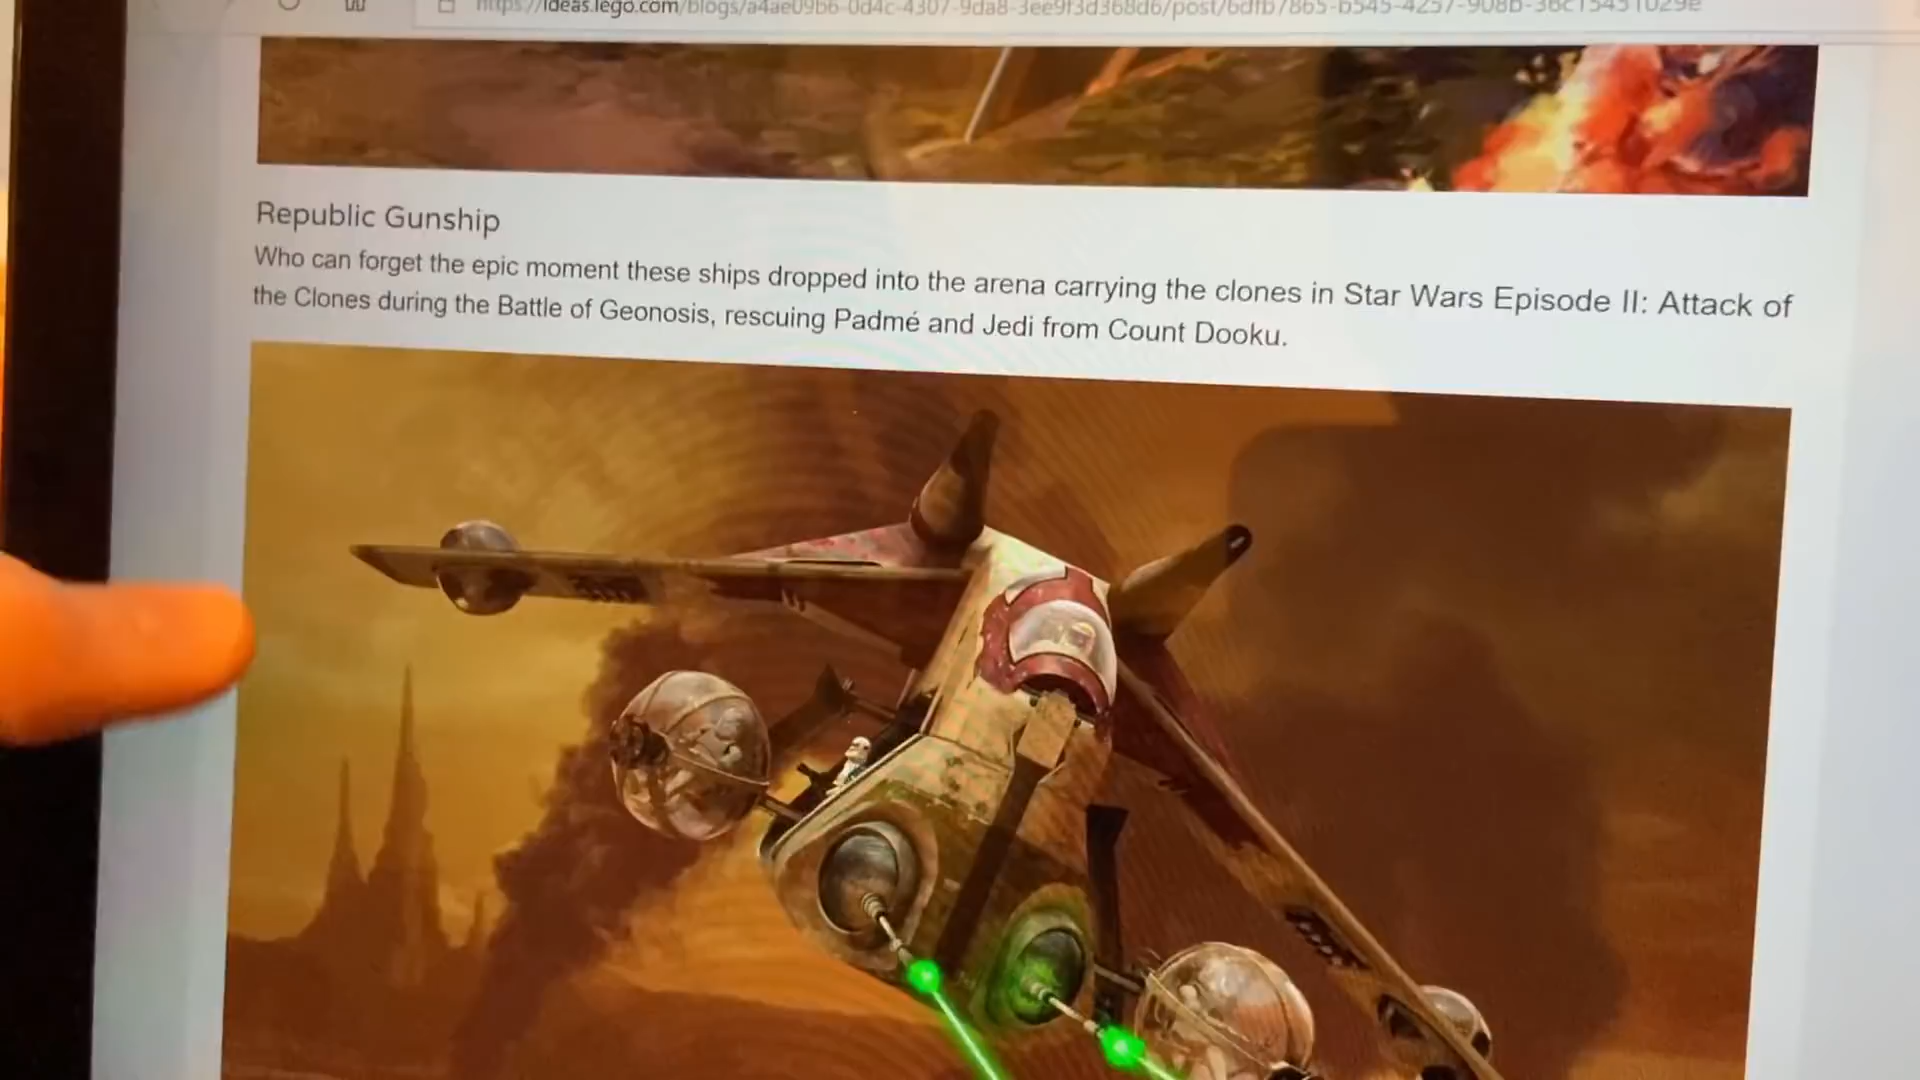 Republic Gunship
Who can forget the epic moment these ships dropped into the arena carrying the clones in Star Wars Episode II: Attack of
the Clones during the Battle of Geonosis, rescuing Padmé and Jedi from Count Dooku.